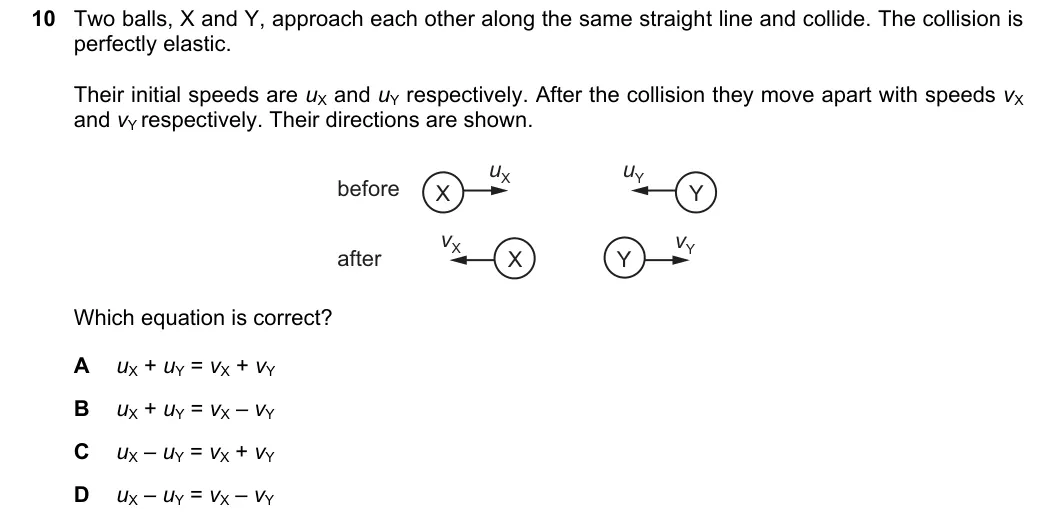 10 Two balls, X and Y, approach each other along the same straight line and collide. The collision is
perfectly elastic.
Their initial speeds are uX and uY respectively. After the collision they move apart with speeds vX
and vY respectively. Their directions are shown.
before X uX uY Y
after vX X Y vY
Which equation is correct?
A uX + uY = vX + vY
B uX + uY = vX – vY
C uX – uY = vX + vY
D uX – uY = vX – vY